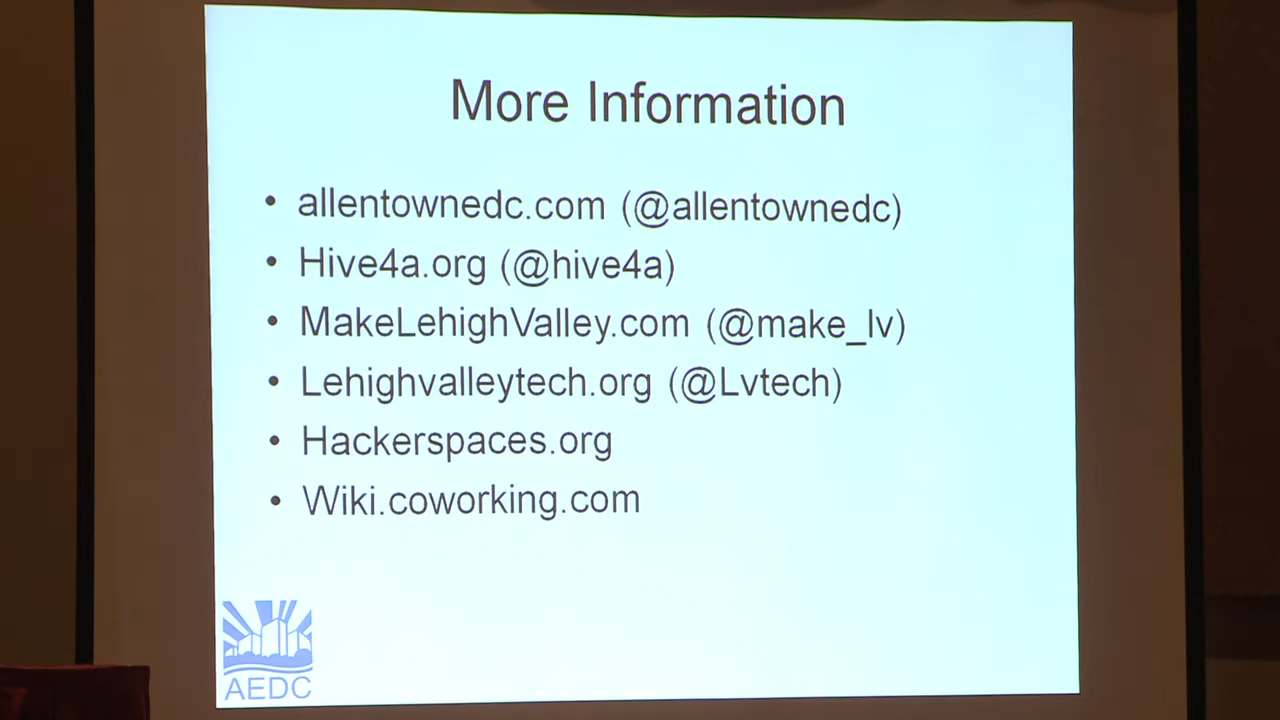 More Information
• allentownedc.com (@allentownedc)
• Hive4a.org (@hive4a)
• MakeLehighValley.com (@make_lv)
• Lehighvalleytech.org (@Lvtech)
• Hackerspaces.org
• Wiki.coworking.com
AEDC